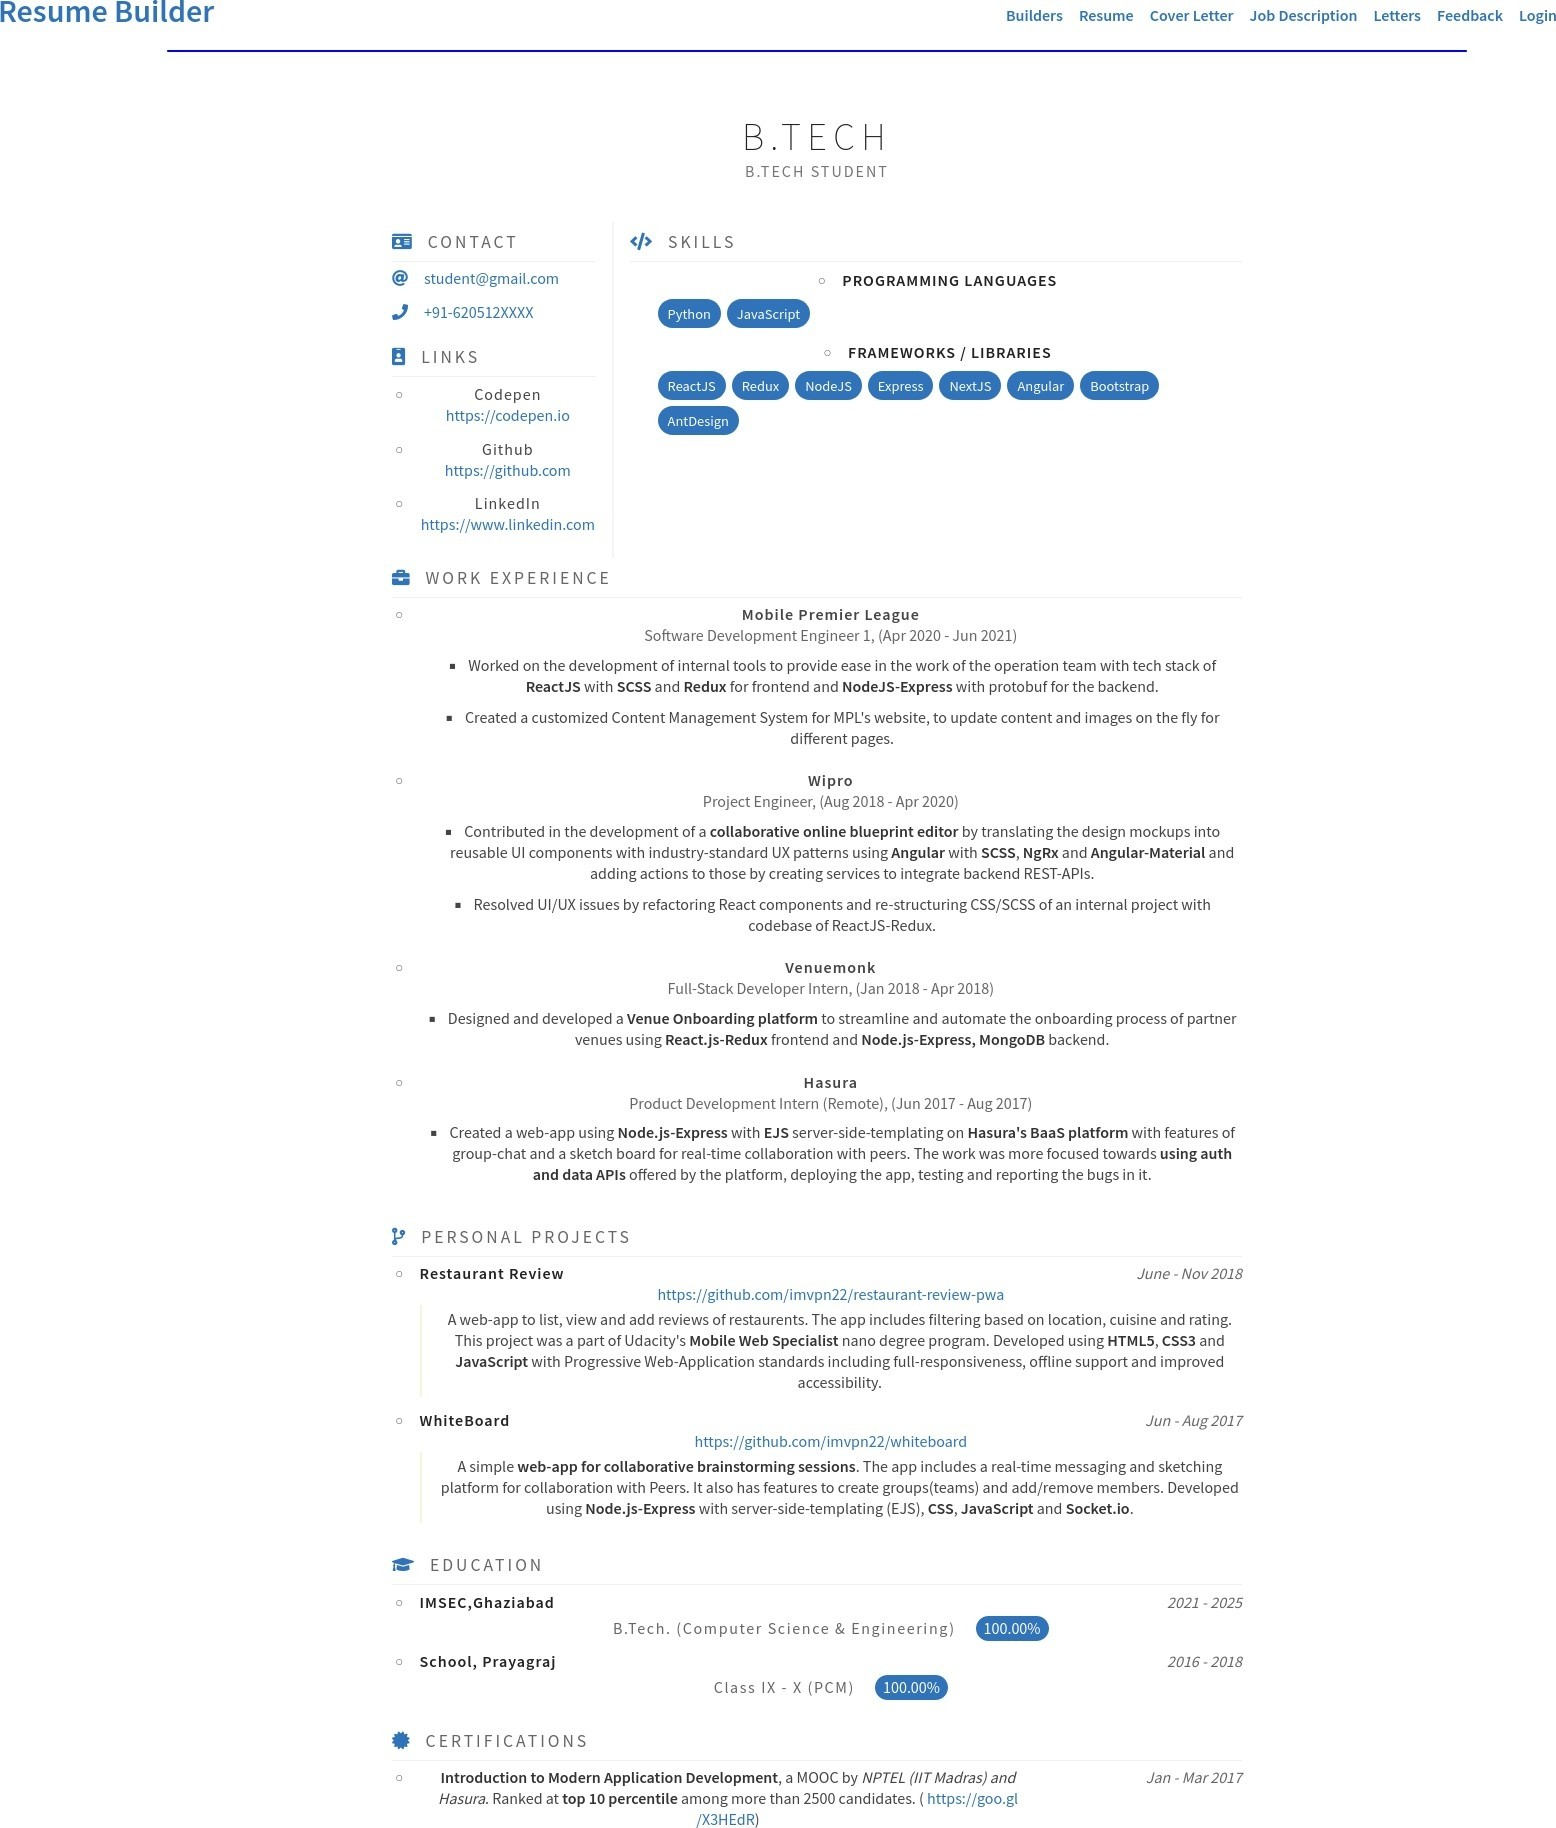 Resume Builder
Builders Resume Cover Letter Job Description Letters Feedback Login
B.TECH
B.TECH STUDENT
CONTACT
student@gmail.com
+91-620512XXXX
LINKS
Codepen
https://codepen.io
Github
https://github.com
LinkedIn
https://www.linkedin.com
SKILLS
PROGRAMMING LANGUAGES
Python JavaScript
FRAMEWORKS / LIBRARIES
ReactJS Redux NodeJS Express NextJS Angular Bootstrap
AntDesign
WORK EXPERIENCE
Mobile Premier League
Software Development Engineer 1, (Apr 2020 - Jun 2021)
Worked on the development of internal tools to provide ease in the work of the operation team with tech stack of
ReactJS with SCSS and Redux for frontend and NodeJS-Express with protobuf for the backend.
Created a customized Content Management System for MPL's website, to update content and images on the fly for
different pages.
Wipro
Project Engineer, (Aug 2018 - Apr 2020)
Contributed in the development of a collaborative online blueprint editor by translating the design mockups into
reusable UI components with industry-standard UX patterns using Angular with SCSS, NgRx and Angular-Material and
adding actions to those by creating services to integrate backend REST-APIs.
Resolved UI/UX issues by refactoring React components and re-structuring CSS/SCSS of an internal project with
codebase of ReactJS-Redux.
Venuemonk
Full-Stack Developer Intern, (Jan 2018 - Apr 2018)
Designed and developed a Venue Onboarding platform to streamline and automate the onboarding process of partner
venues using React.js-Redux frontend and Node.js-Express, MongoDB backend.
Hasura
Product Development Intern (Remote), (Jun 2017 - Aug 2017)
Created a web-app using Node.js-Express with EJS server-side-templating on Hasura's BaaS platform with features of
group-chat and a sketch board for real-time collaboration with peers. The work was more focused towards using auth
and data APIs offered by the platform, deploying the app, testing and reporting the bugs in it.
PERSONAL PROJECTS
Restaurant Review June - Nov 2018
https://github.com/imvpn22/restaurant-review-pwa
A web-app to list, view and add reviews of restaurents. The app includes filtering based on location, cuisine and rating.
This project was a part of Udacity's Mobile Web Specialist nano degree program. Developed using HTML5, CSS3 and
JavaScript with Progressive Web-Application standards including full-responsiveness, offline support and improved
accessibility.
WhiteBoard Jun - Aug 2017
https://github.com/imvpn22/whiteboard
A simple web-app for collaborative brainstorming sessions. The app includes a real-time messaging and sketching
platform for collaboration with Peers. It also has features to create groups(teams) and add/remove members. Developed
using Node.js-Express with server-side-templating (EJS), CSS, JavaScript and Socket.io.
EDUCATION
IMSEC,Ghaziabad 2021 - 2025
B.Tech. (Computer Science & Engineering) 100.00%
School, Prayagraj 2016 - 2018
Class IX - X (PCM) 100.00%
CERTIFICATIONS
Introduction to Modern Application Development, a MOOC by NPTEL (IIT Madras) and Jan - Mar 2017
Hasura. Ranked at top 10 percentile among more than 2500 candidates. ( https://goo.gl
/X3HEdR)